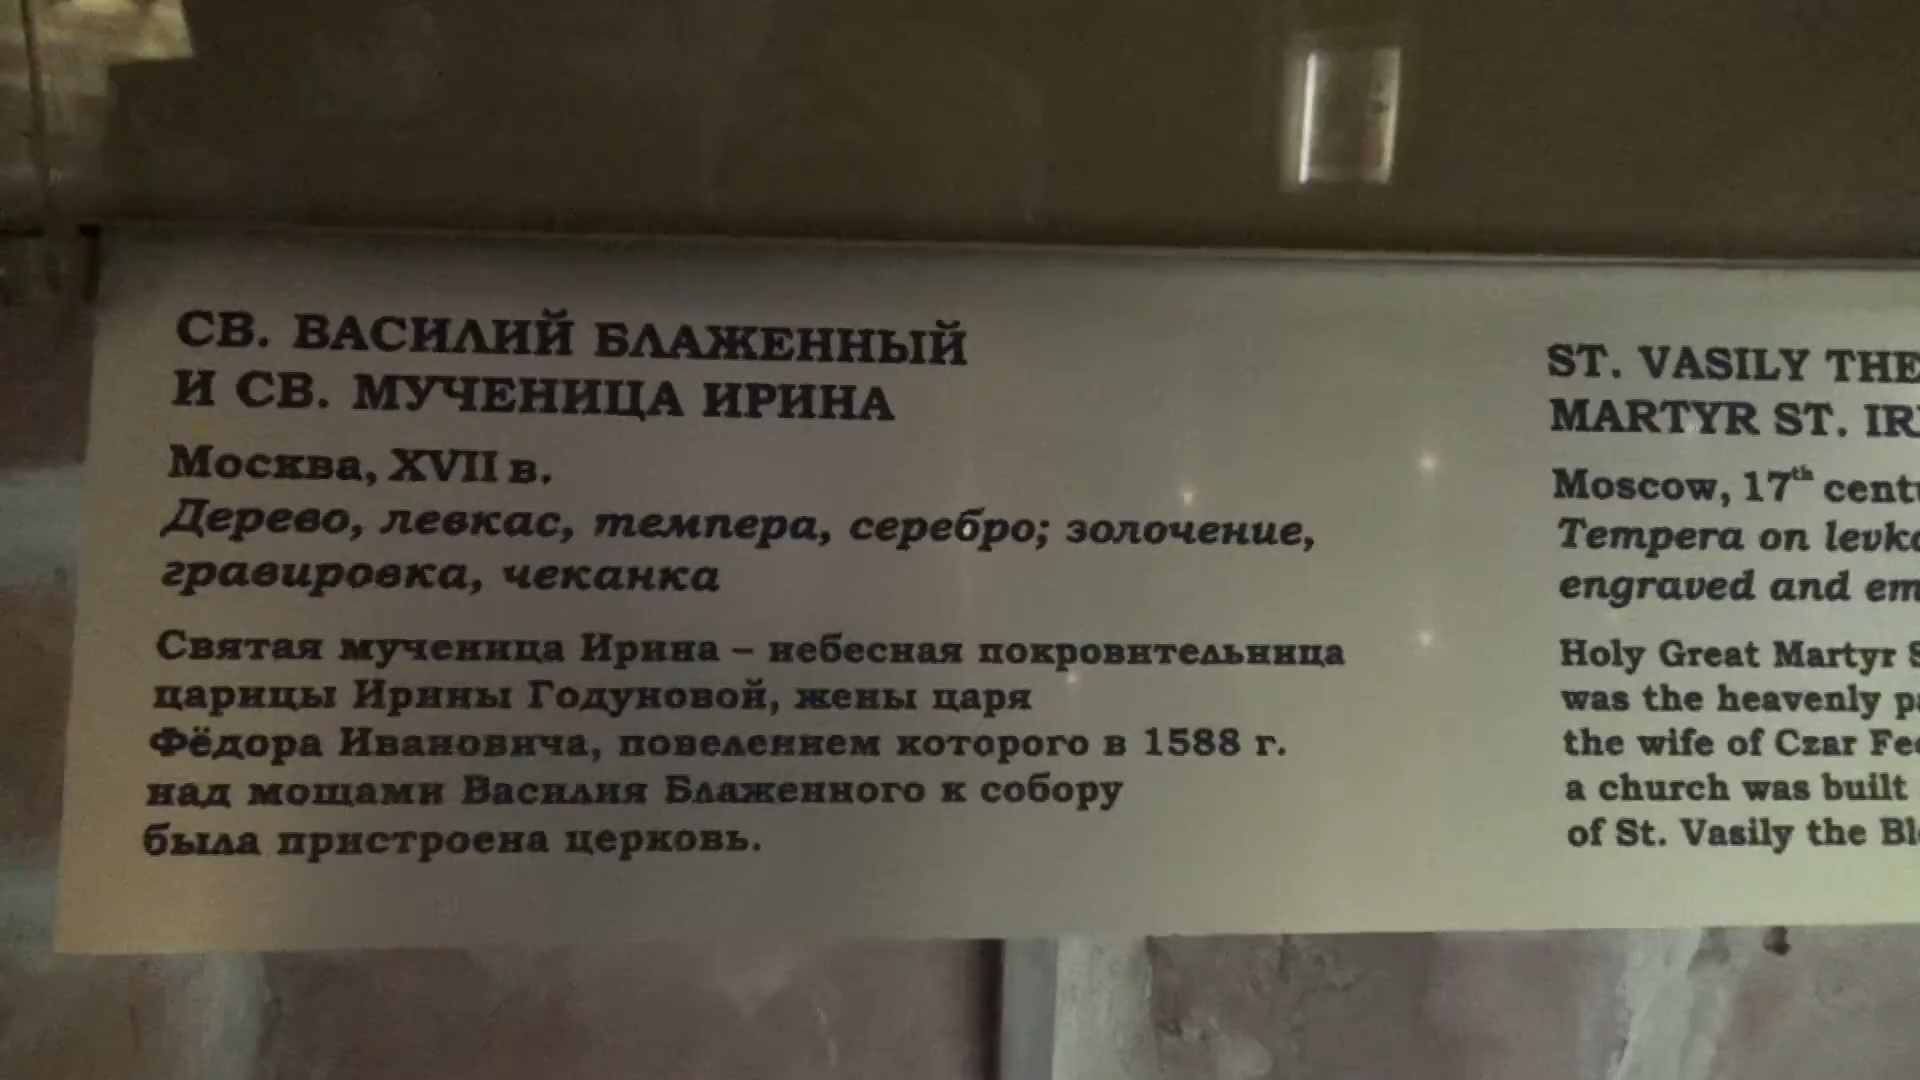 СВ. ВАСИЛИЙ БЛАЖЕННЫЙ
И СВ. МУЧЕНИЦА ИРИНА
Москва, XVII в.
Дерево, левкас, темпера, серебро; золочение,
гравировка, чеканка
Святая мученица Ирина – небесная покровительница
царицы Ирины Годуновой, жены царя
Фёдора Ивановича, повелением которого в 1588 г.
над мощами Василия Блаженного к собору
была пристроена церковь.
ST. VASILY THE
MARTYR ST.
Moscow, 17th
Tempera on
engraved and
Holy Great Martyr
was the heavenly
the wife of Czar
a church was built
of St. Vasily the